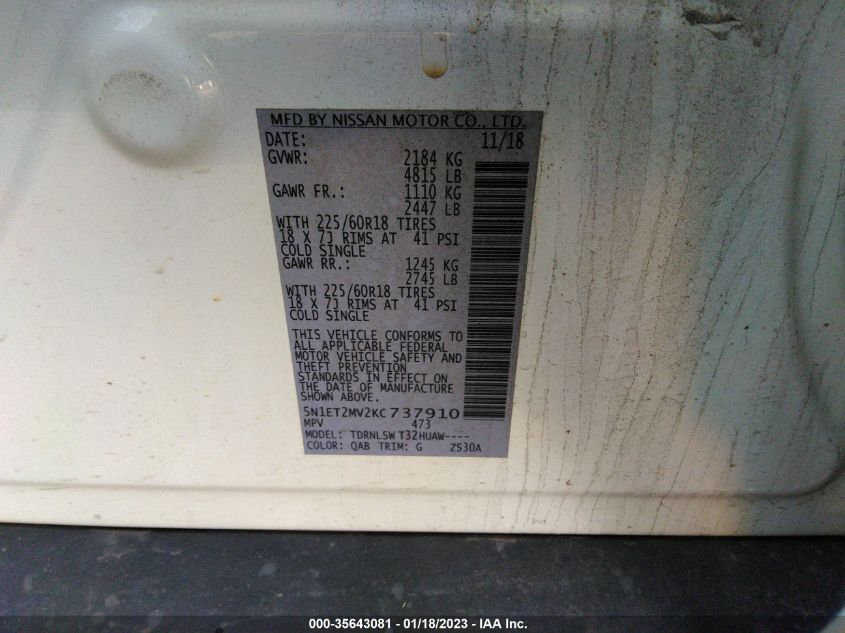 MFD BY NISSAN MOTOR CO., LTD.
DATE: 11/18
GVWR: 2184 KG
4815 LB
GAWR FR.: 1110 KG
2447 LB
WITH 225/60R18 TIRES
18 X 7J RIMS AT 41 PSI
COLD SINGLE
GAWR RR.: 1245 KG
2745 LB
WITH 225/60R18 TIRES
18 X 7J RIMS AT 41 PSI
COLD SINGLE
THIS VEHICLE CONFORMS TO
ALL APPLICABLE FEDERAL
MOTOR VEHICLE SAFETY AND
THEFT PREVENTION
STANDARDS IN EFFECT ON
THE DATE OF MANUFACTURE
SHOWN ABOVE.
5N1ET2MV2KC737910
MPV 473
MODEL: TDRNLSW T32HUAW----
COLOR: QAB TRIM: G ZS30A
000-35643081 - 01/18/2023 - IAA Inc.